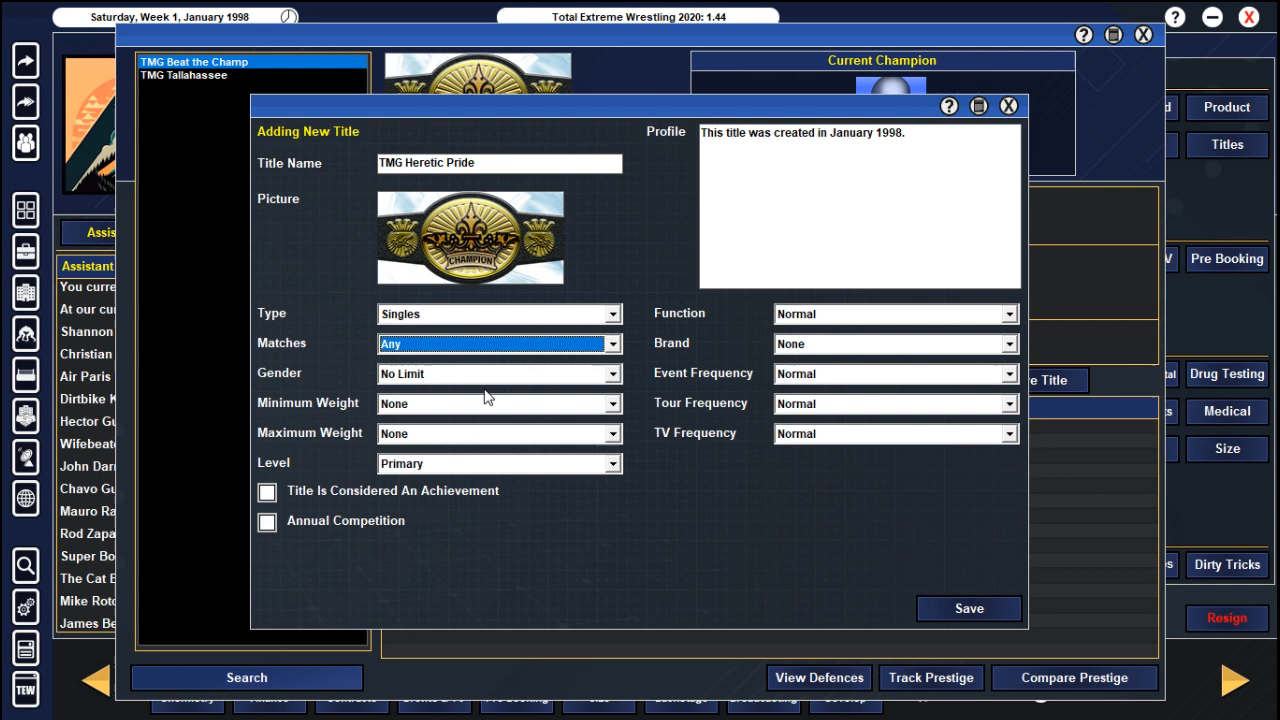 Saturday, Week 1, January 1998
Total Extreme Wrestling 2020: 1.44
TMG Beat the Champ
TMG Tallahassee
Current Champion
Adding New Title
Title Name
TMG Heretic Pride
Profile
This title was created in January 1998.
Picture
CHAMPION
Type
Singles
Function
Normal
Matches
Any
Brand
None
Gender
No Limit
Event Frequency
Normal
Minimum Weight
None
Tour Frequency
Normal
Maximum Weight
None
TV Frequency
Normal
Level
Primary
Title Is Considered An Achievement
Annual Competition
Save
Assis
Assistant
You curre
At our cu
Shannon
Christian
Air Paris
Dirtbike K
Hector Gu
Wifebeat
John Darr
Chavo Gu
Mauro Ra
Rod Zapa
Super Bo
The Cat B
Mike Roto
James Be
Product
Titles
Pre Booking
Drug Testing
Medical
Size
Dirty Tricks
Resign
e Title
Search
View Defences
Track Prestige
Compare Prestige
TEW